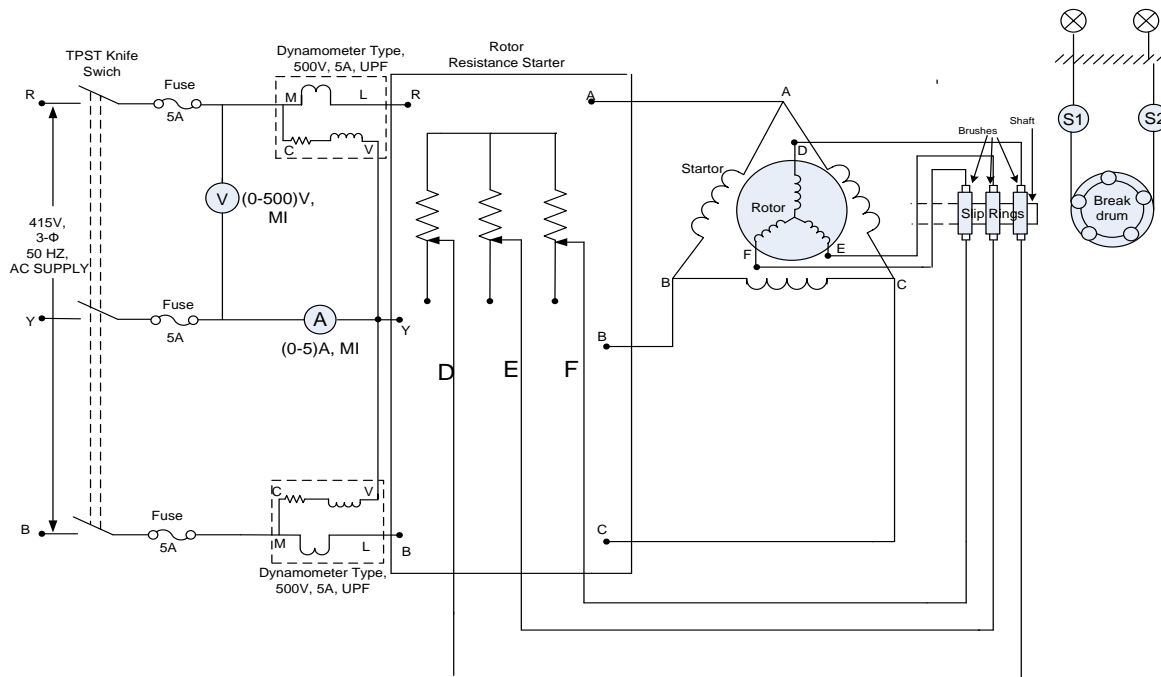 TPST Knife
Swich
Fuse
5A
R
Dynamometer Type,
500V, 5A, UPF
M
L
C
V
R
Rotor
Resistance Starter
A
A
D
Startor
Rotor
F
E
B
C
Brushes
Shaft
Slip Rings
S1
S2
Break
drum
V
(0-500)V,
MI
415V,
3-Φ
50 HZ,
AC SUPPLY
Y
Fuse
5A
A
(0-5)A, MI
Y
B
D
E
F
C
B
Fuse
5A
C
V
M
L
B
Dynamometer Type,
500V, 5A, UPF